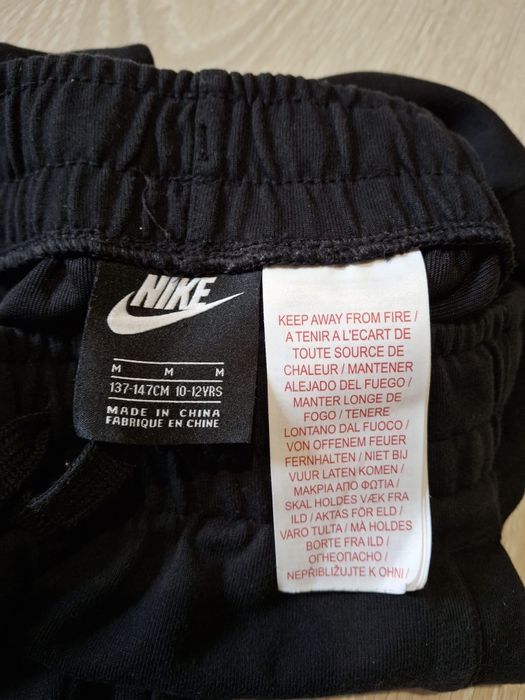 NIKE
M M M
137-147CM 10-12YRS
MADE IN CHINA
FABRIQUE EN CHINE
KEEP AWAY FROM FIRE /
A TENIR A L'ECART DE
TOUTE SOURCE DE
CHALEUR / MANTENER
ALEJADO DEL FUEGO /
MANTER LONGE DE
FOGO / TENERE
LONTANO DAL FUOCO /
VON OFFENEM FEUER
FERNHALTEN / NIET BIJ
VUUR LATEN KOMEN /
ΜΑΚΡΙΑ ΑΠΟ ΦΩΤΙΑ /
SKAL HOLDES VÆK FRA
ILD / AKTAS FÖR ELD /
VARO TULTA / MÅ HOLDES
BORTE FRA ILD /
ОГНЕОПАСНО /
NEPŘIBLIŽUJTE K OHNI /